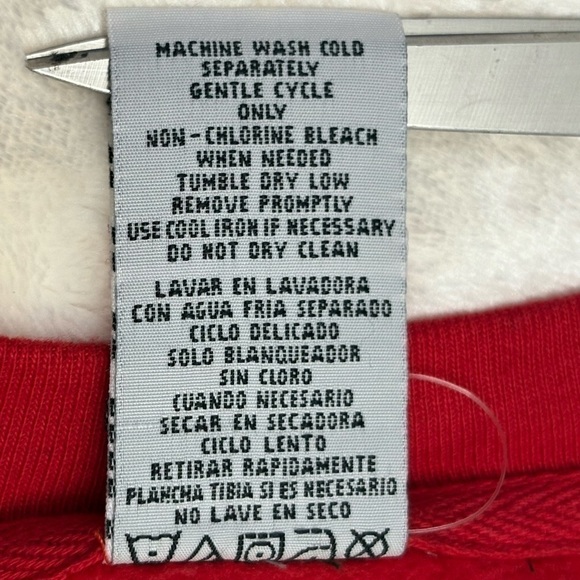 MACHINE WASH COLD
SEPARATELY
GENTLE CYCLE
ONLY
NON-CHLORINE BLEACH
WHEN NEEDED
TUMBLE DRY LOW
REMOVE PROMPTLY
USE COOL IRON IF NECESSARY
DO NOT DRY CLEAN
LAVAR EN LAVADORA
CON AGUA FRIA SEPARADO
CICLO DELICADO
SOLO BLANQUEADOR
SIN CLORO
CUANDO NECESARIO
SECAR EN SECADORA
CICLO LENTO
RETIRAR RAPIDAMENTE
PLANCHA TIBIA SI ES NECESARIO
NO LAVE EN SECO